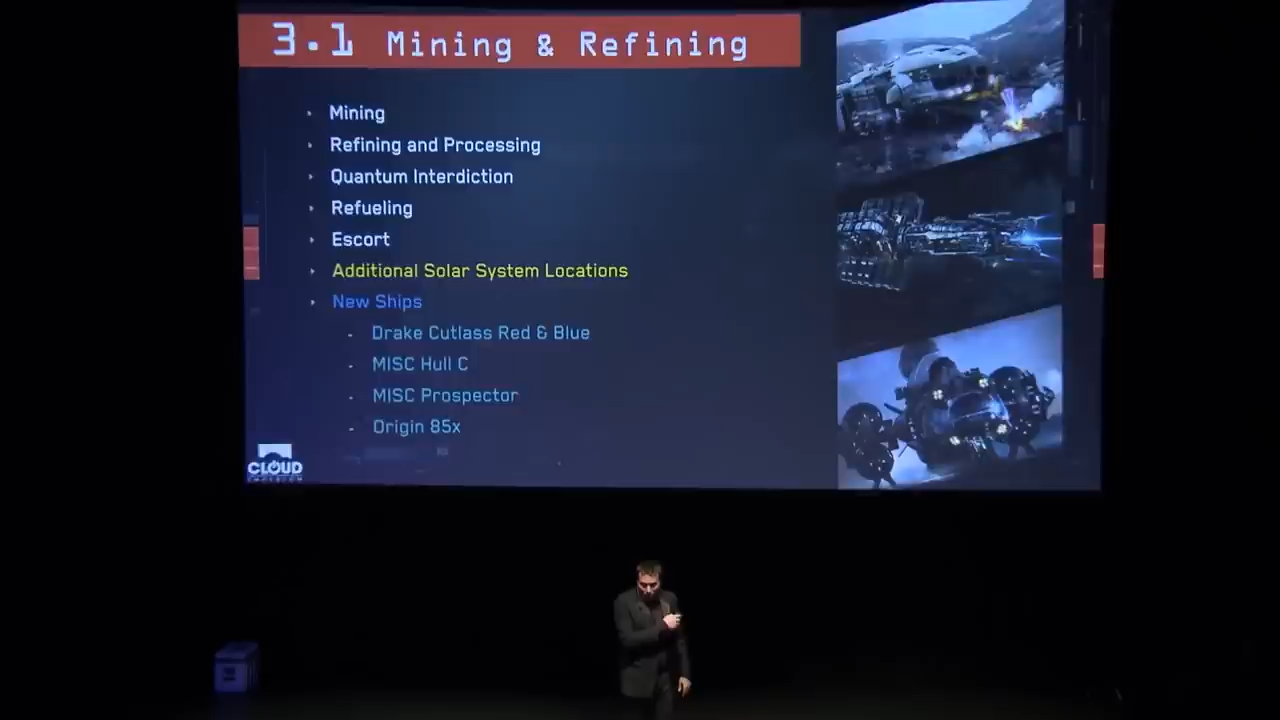 3.1 Mining & Refining
Mining
Refining and Processing
Quantum Interdiction
Refueling
Escort
Additional Solar System Locations
New Ships
- Drake Cutlass Red & Blue
- MISC Hull C
- MISC Prospector
- Origin 85x
CLOUD